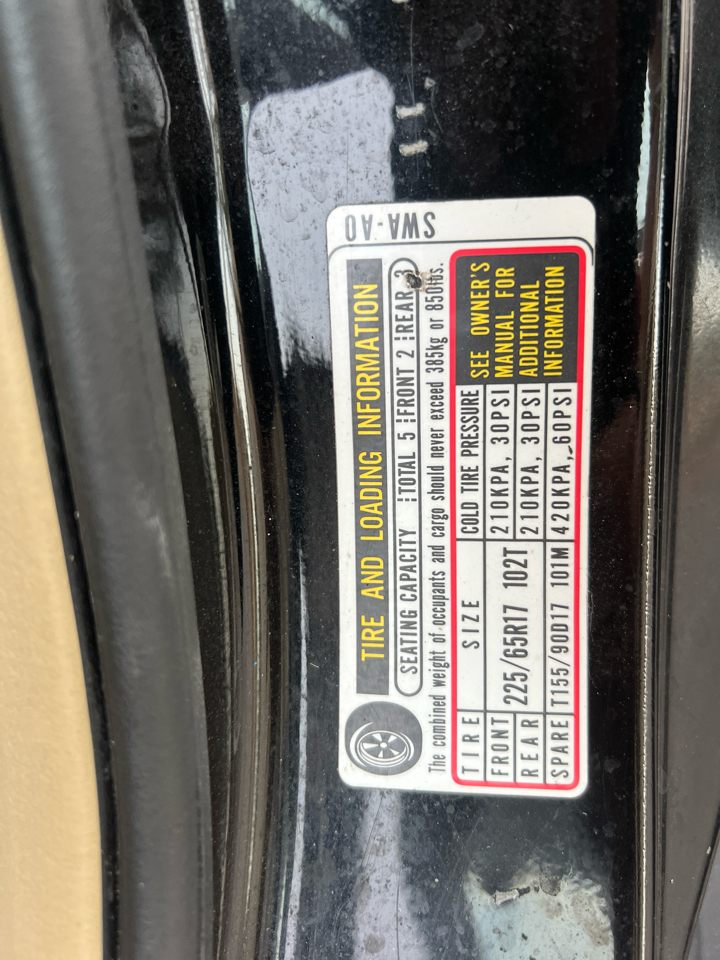 TIRE AND LOADING INFORMATION
SEATING CAPACITY TOTAL 5 FRONT 2 REAR 3
The combined weight of occupants and cargo should never exceed 385kg or 850lbs.
TIRE SIZE COLD TIRE PRESSURE SEE OWNER'S
FRONT 225/65R17 102T 210KPA, 30PSI MANUAL FOR
REAR 210KPA, 30PSI ADDITIONAL
SPARE T155/90D17 101M 420KPA, 60PSI INFORMATION
SWA-A0